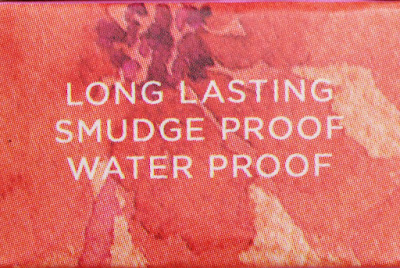 LONG LASTING
SMUDGE PROOF
WATER PROOF